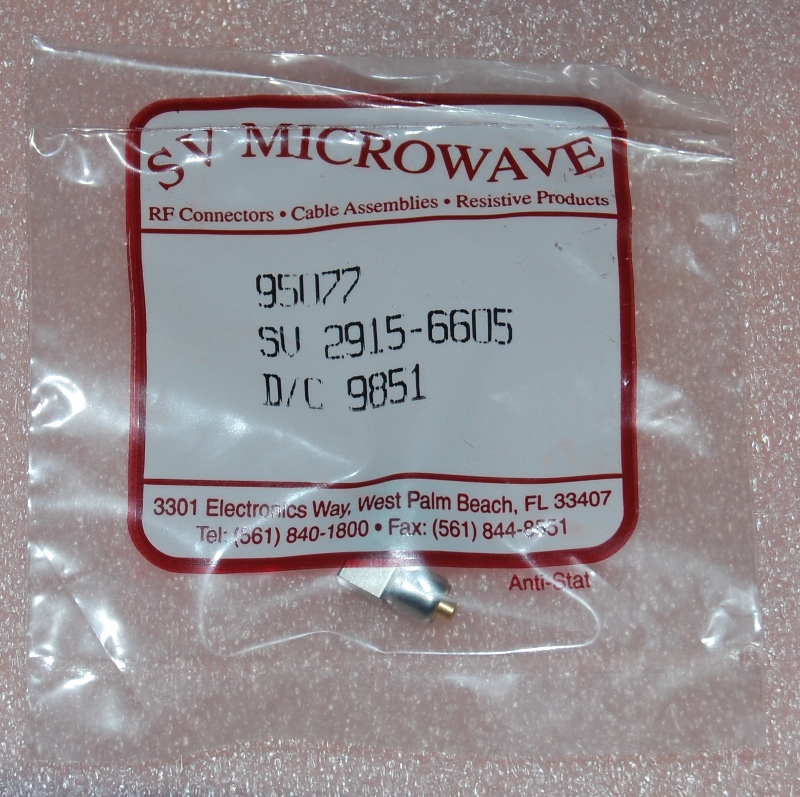 SV MICROWAVE
RF Connectors • Cable Assemblies • Resistive Products
95077
SV 2915-6605
D/C 9851
3301 Electronics Way, West Palm Beach, FL 33407
Tel: (561) 840-1800 • Fax: (561) 844-8551
Anti-Stat